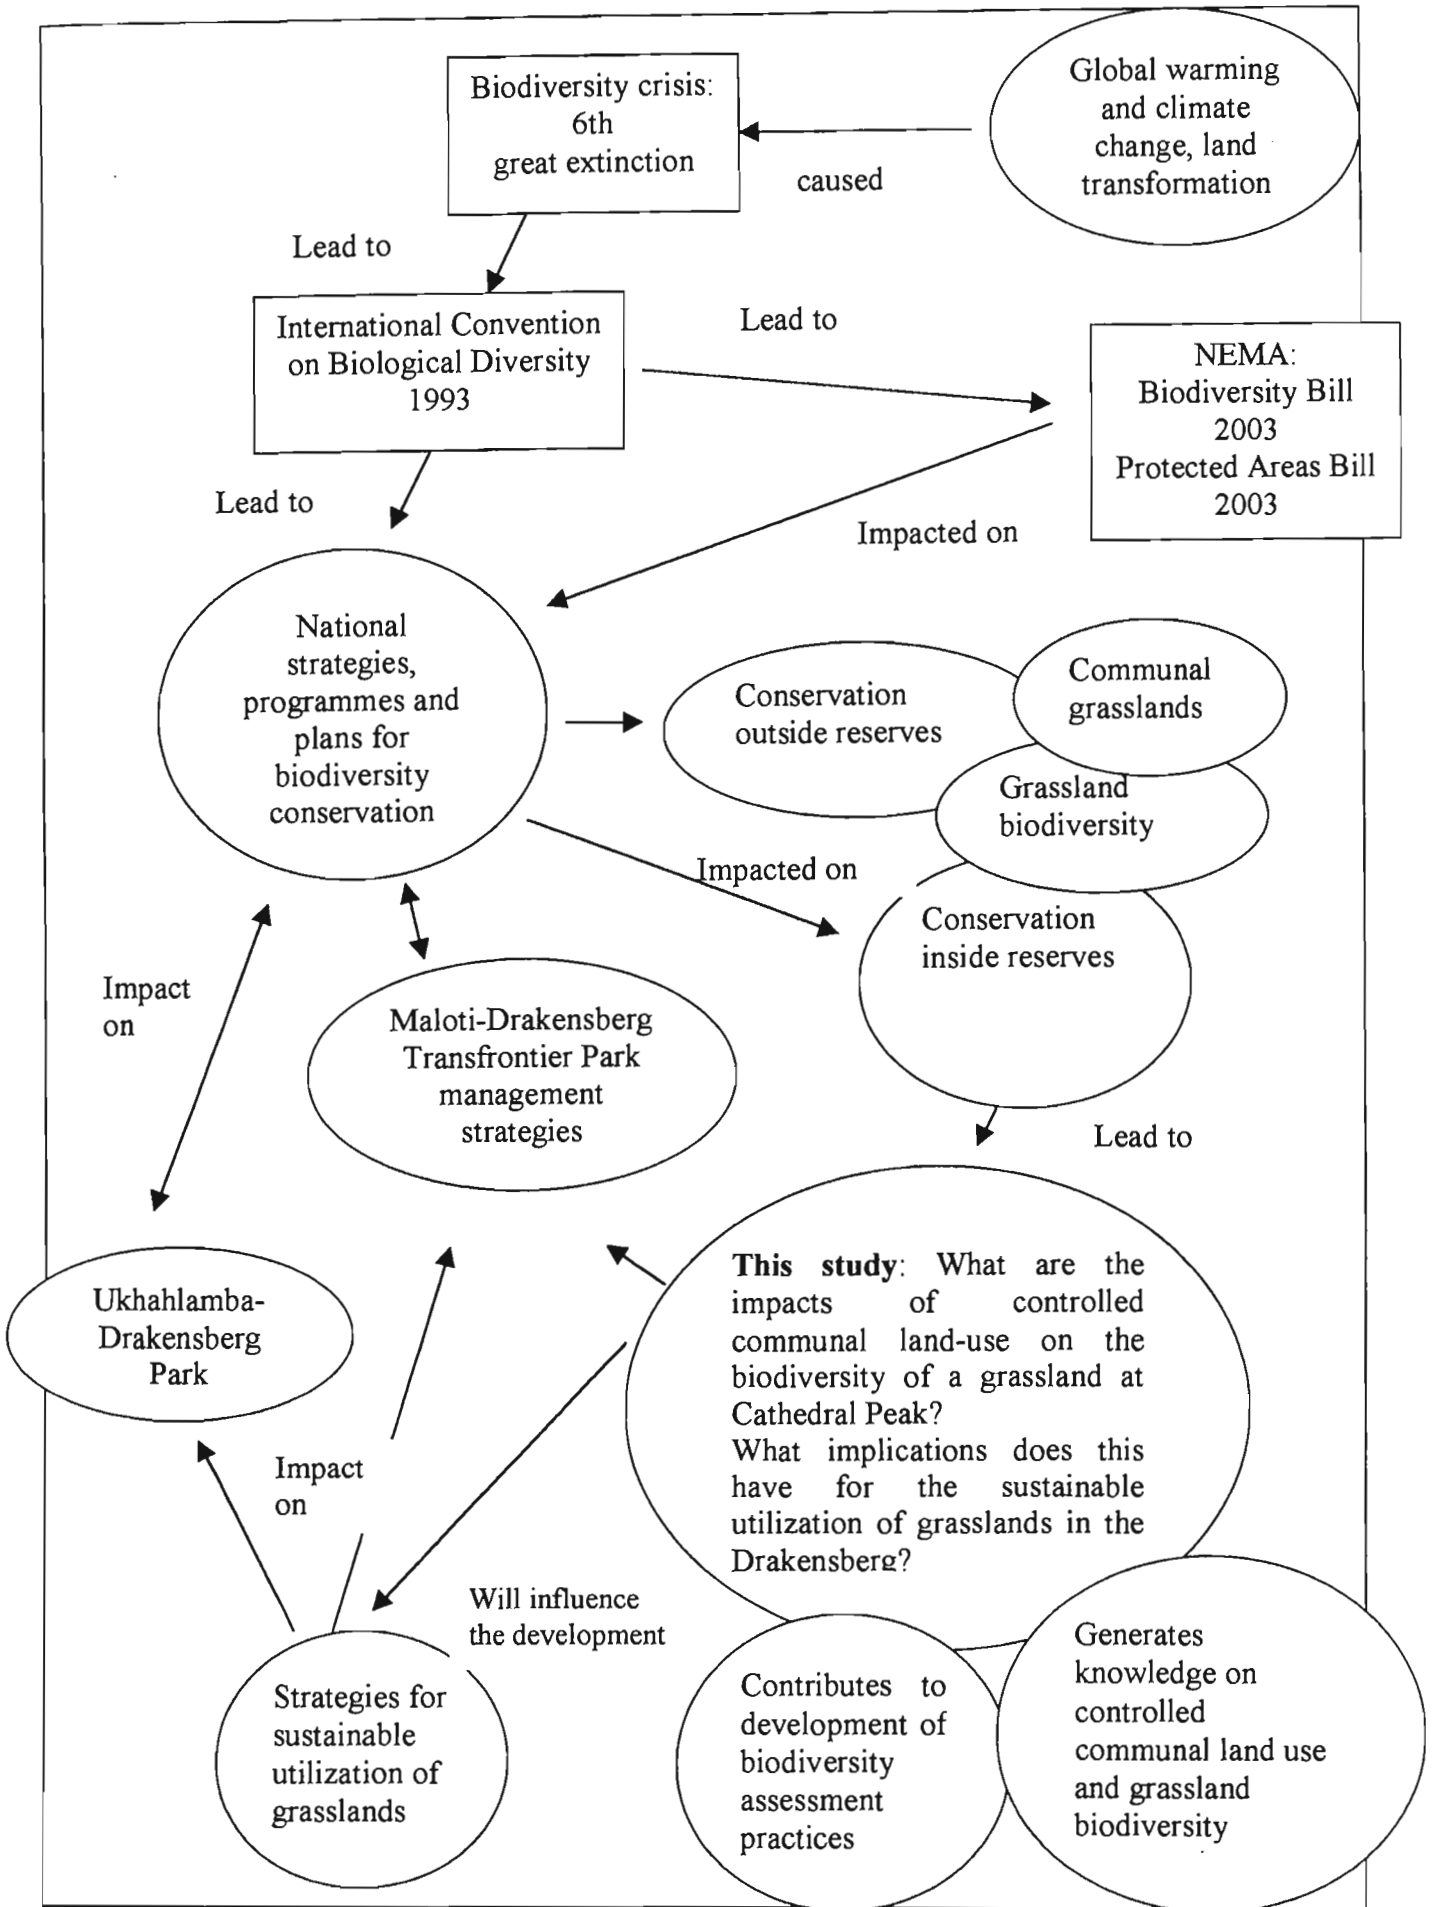 Biodiversity crisis:
6th
great extinction
Global warming
and climate
change, land
transformation
caused
Lead to
International Convention
on Biological Diversity
1993
Lead to
NEMA:
Biodiversity Bill
2003
Protected Areas Bill
2003
Lead to
Impacted on
National
strategies,
programmes and
plans for
biodiversity
conservation
Conservation
outside reserves
Communal
grasslands
Grassland
biodiversity
Impacted on
Conservation
inside reserves
Impact
on
Maloti-Drakensberg
Transfrontier Park
management
strategies
Lead to
Ukhahlamba-
Drakensberg
Park
This study: What are the
impacts of controlled
communal land-use on the
biodiversity of a grassland at
Cathedral Peak?
What implications does this
have for the sustainable
utilization of grasslands in the
Drakensberg?
Impact
on
Will influence
the development
Strategies for
sustainable
utilization of
grasslands
Contributes to
development of
biodiversity
assessment
practices
Generates
knowledge on
controlled
communal land use
and grassland
biodiversity